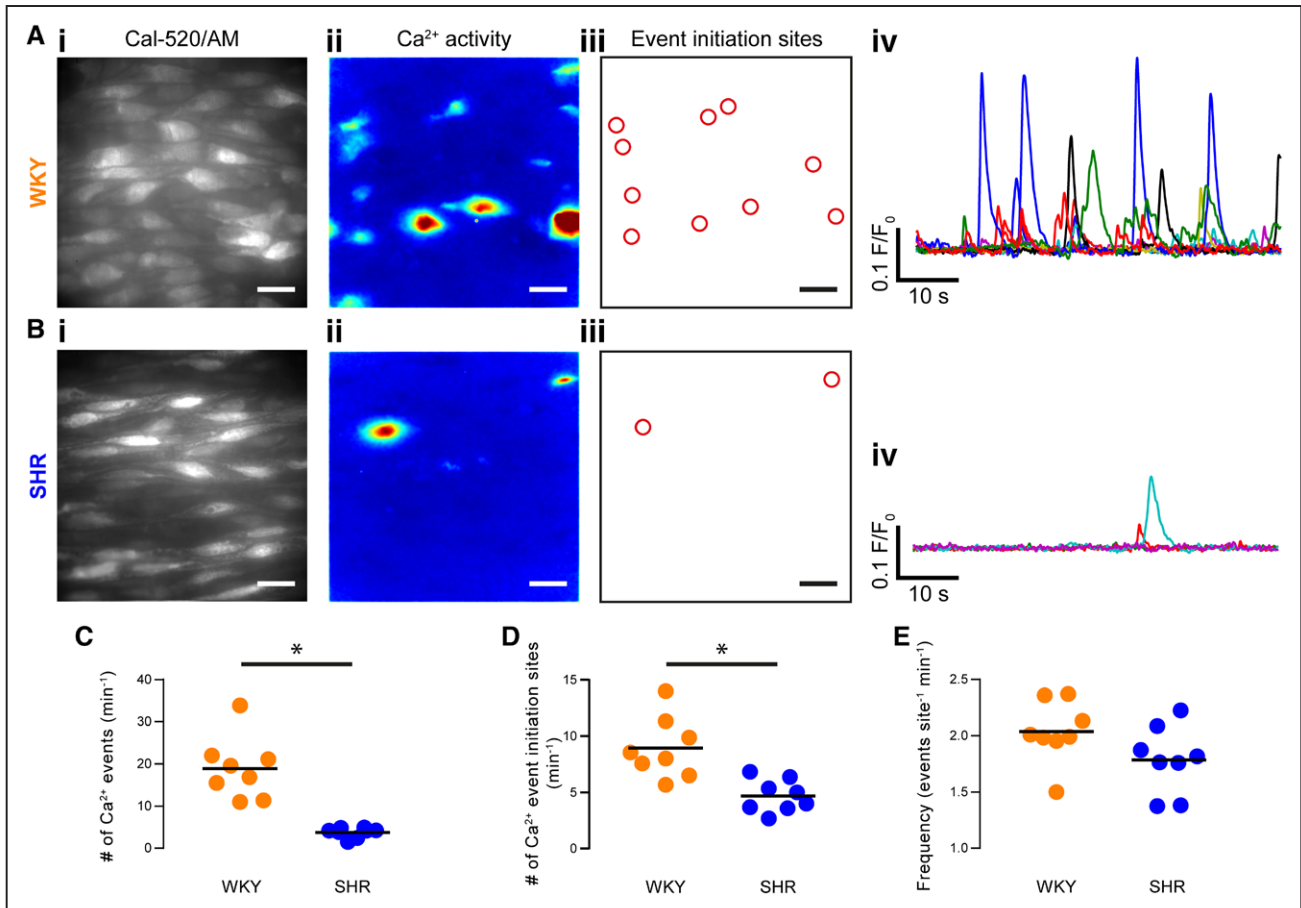 A i Cal-520/AM ii Ca²⁺ activity iii Event initiation sites iv
WKY
0.1 F/F₀
10 s
B i ii iii
SHR
iv
0.1 F/F₀
10 s
C
*
# of Ca²⁺ events (min⁻¹)
40
30
20
10
0
WKY SHR
D
*
# of Ca²⁺ event initiation sites
(min⁻¹)
15
10
5
0
WKY SHR
E
Frequency (events site⁻¹ min⁻¹)
2.5
2.0
1.5
1.0
WKY SHR